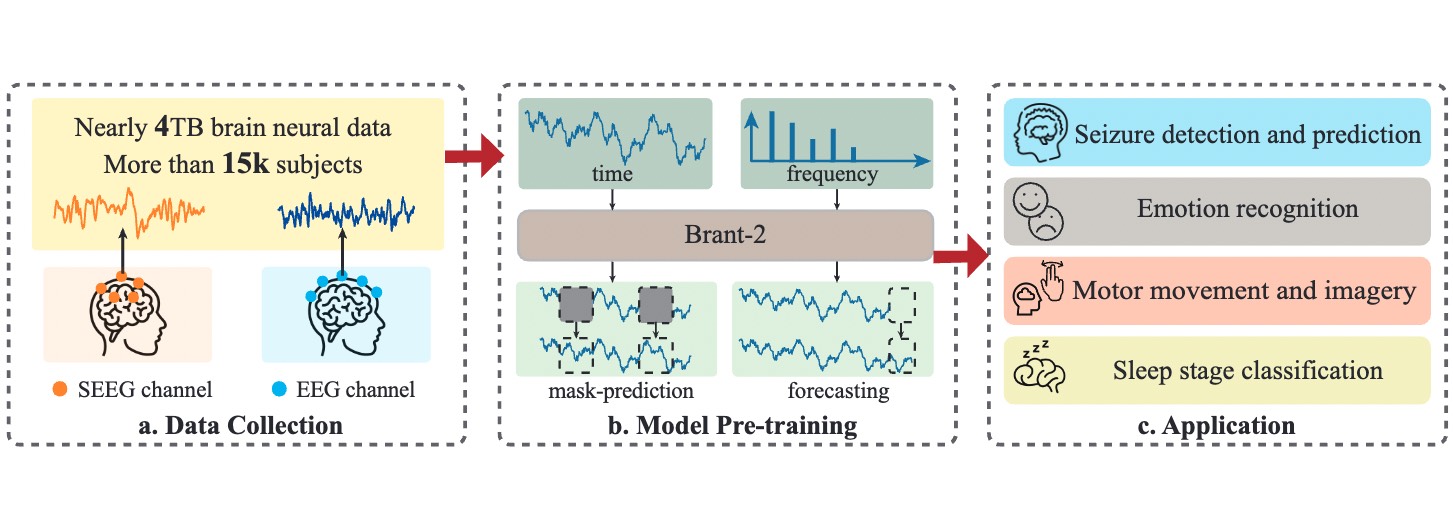 Nearly 4TB brain neural data
More than 15k subjects
SEEG channel
EEG channel
a. Data Collection
time
frequency
Brant-2
mask-prediction
forecasting
b. Model Pre-training
Seizure detection and prediction
Emotion recognition
Motor movement and imagery
z z z
Sleep stage classification
c. Application